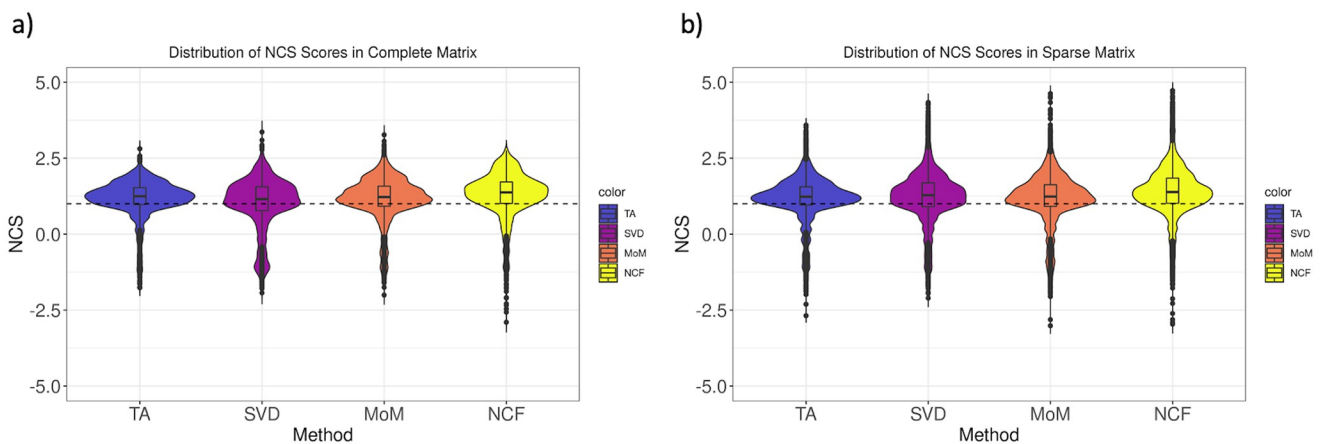 a)
Distribution of NCS Scores in Complete Matrix
5.0
2.5
0.0
-2.5
-5.0
NCS
TA SVD MoM NCF
Method
color
TA
SVD
MoM
NCF
b)
Distribution of NCS Scores in Sparse Matrix
5.0
2.5
0.0
-2.5
-5.0
NCS
TA SVD MoM NCF
Method
color
TA
SVD
MoM
NCF